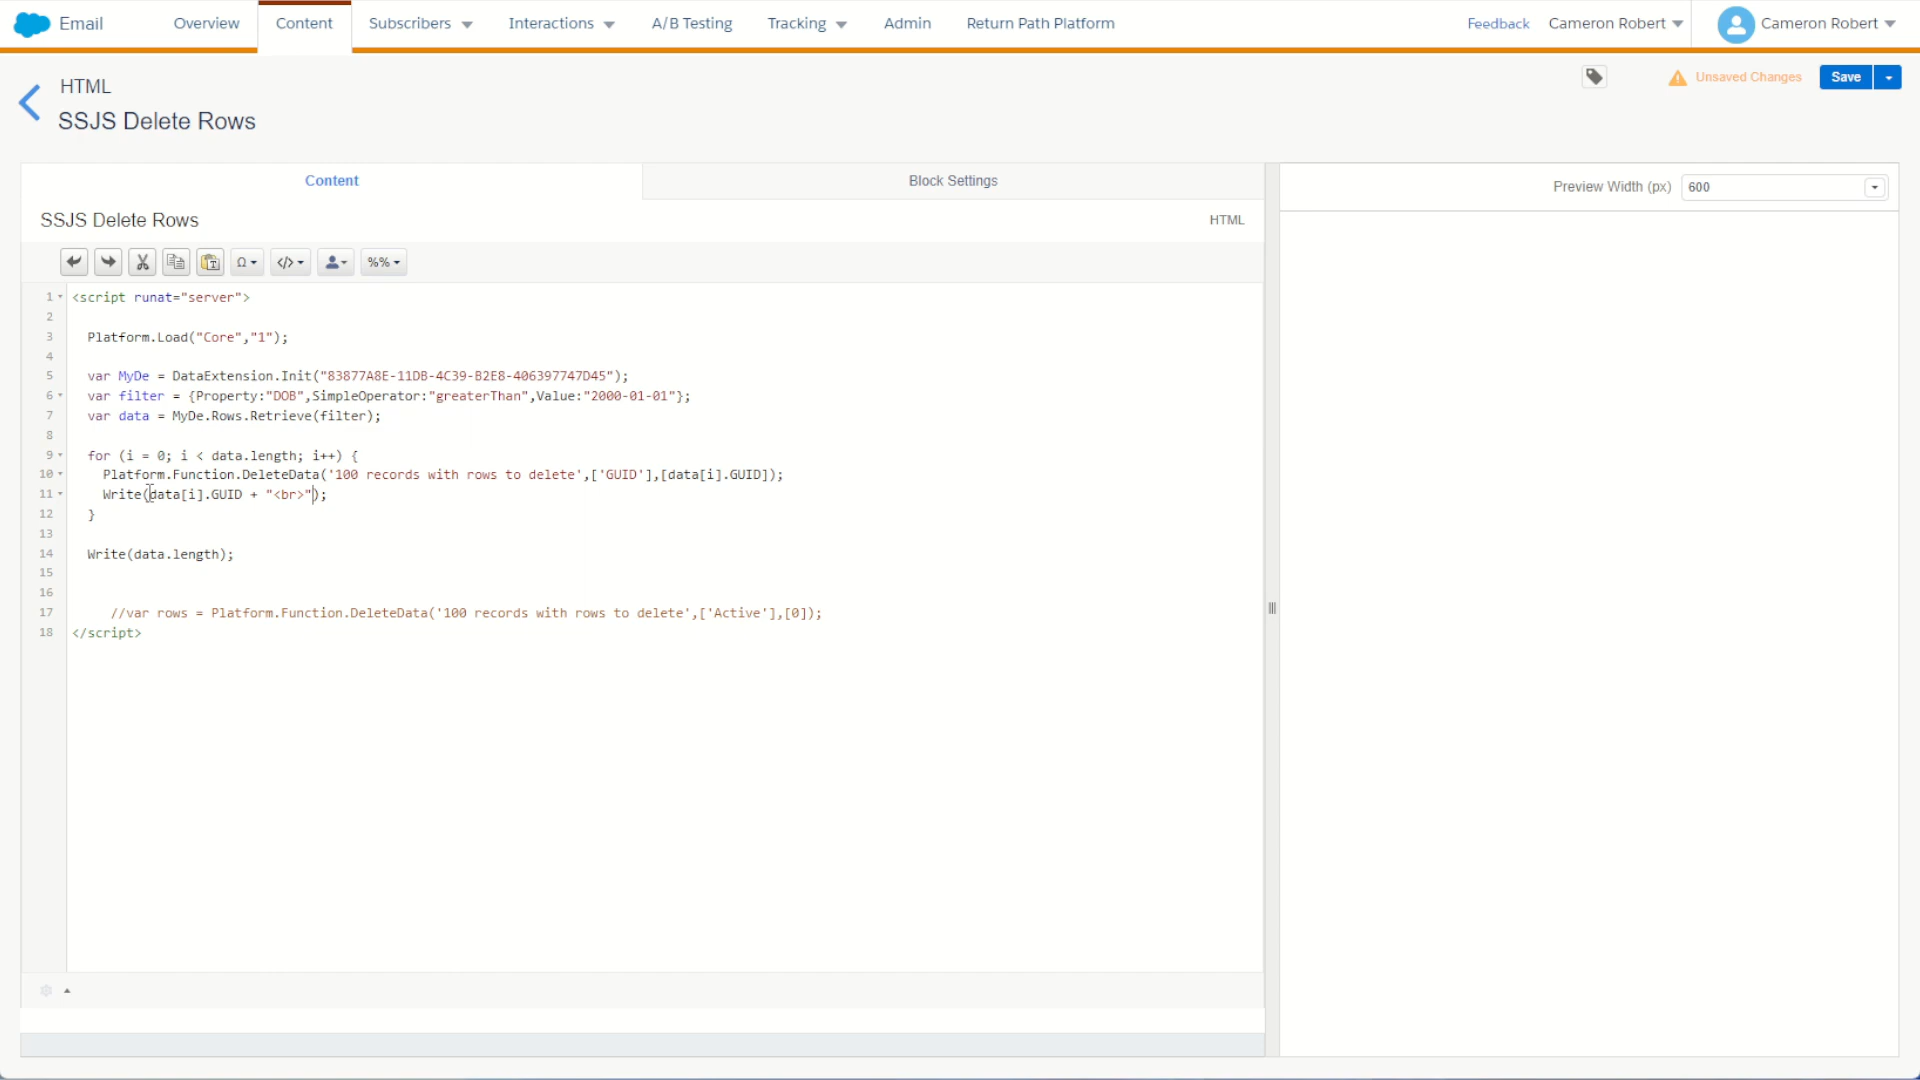 Email Overview Content Subscribers Interactions A/B Testing Tracking Admin Return Path Platform Feedback Cameron Robert Cameron Robert
HTML
SSJS Delete Rows
Unsaved Changes Save
Content Block Settings
Preview Width (px) 600
SSJS Delete Rows HTML
Ω </> %%
1 <script runat="server">
2
3 Platform.Load("Core","1");
4
5 var MyDe = DataExtension.Init("83877A8E-11DB-4C39-B2E8-406397747D45");
6 var filter = {Property:"DOB",SimpleOperator:"greaterThan",Value:"2000-01-01"};
7 var data = MyDe.Rows.Retrieve(filter);
8
9 for (i = 0; i < data.length; i++) {
10 Platform.Function.DeleteData('100 records with rows to delete',['GUID'],[data[i].GUID]);
11 Write(data[i].GUID + "<br>");
12 }
13
14 Write(data.length);
15
16
17 //var rows = Platform.Function.DeleteData('100 records with rows to delete',['Active'],[0]);
18 </script>